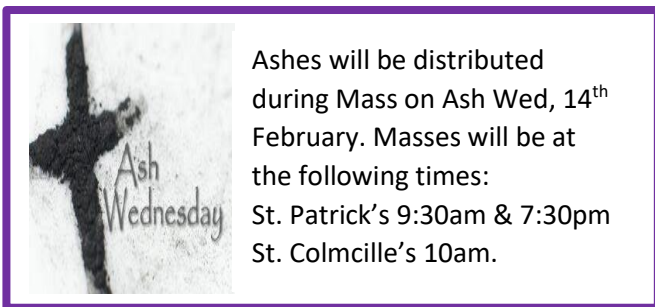 Ash
Wednesday
Ashes will be distributed
during Mass on Ash Wed, 14th
February. Masses will be at
the following times:
St. Patrick’s 9:30am & 7:30pm
St. Colmcille’s 10am.